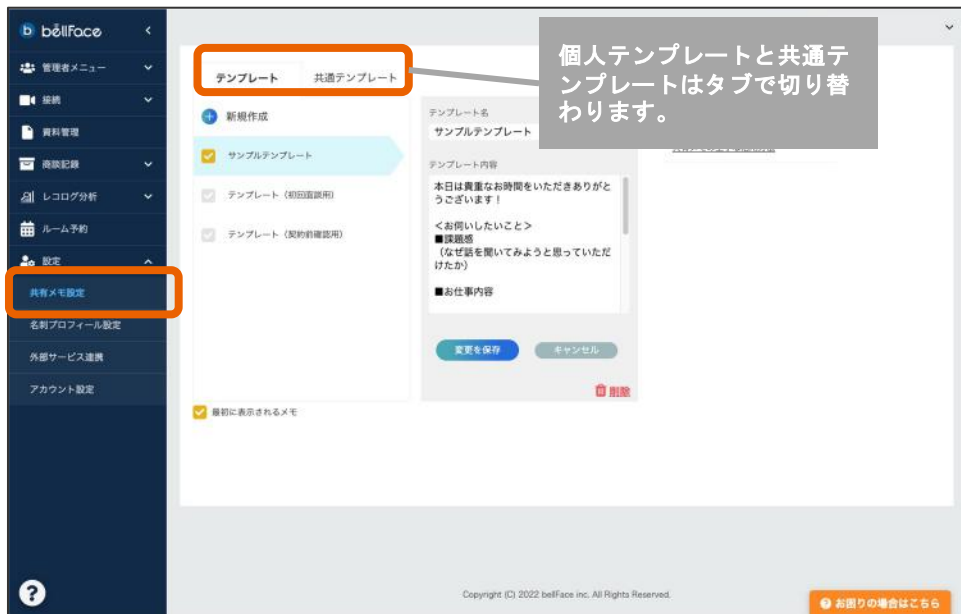 bellFace
管理者メニュー
接続
資料管理
商談記録
レコログ分析
ルーム予約
設定
共有メモ設定
名刺プロフィール設定
外部サービス連携
アカウント設定
テンプレート
共通テンプレート
個人テンプレートと共通テ
ンプレートはタブで切り替
わります。
新規作成
サンプルテンプレート
テンプレート（初回商談用）
テンプレート（契約前確認用）
最初に表示されるメモ
テンプレート名
サンプルテンプレート
テンプレート内容
本日は貴重なお時間をいただきありがと
うございます！
＜お伺いしたいこと＞
■課題感
（なぜ話を聞いてみようと思っていただ
けたか）
■お仕事内容
変更を保存
キャンセル
削除
Copyright (C) 2022 bellFace inc. All Rights Reserved.
お困りの場合はこちら